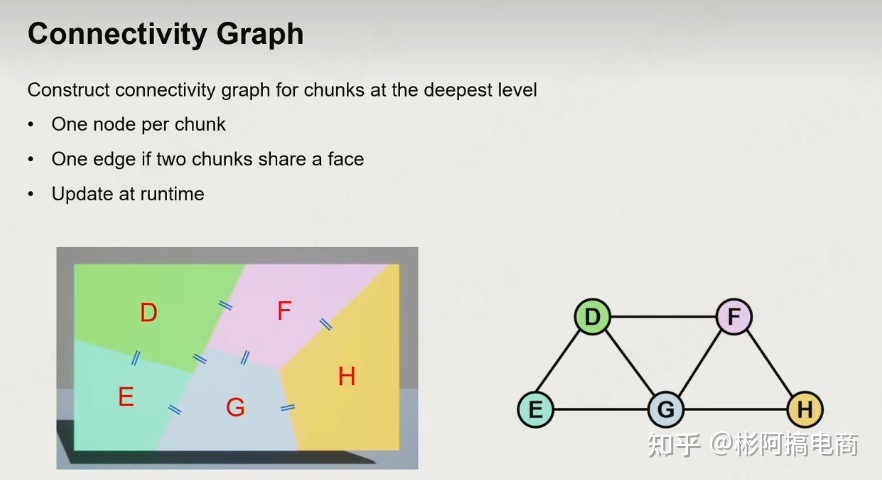 Connectivity Graph
Construct connectivity graph for chunks at the deepest level
• One node per chunk
• One edge if two chunks share a face
• Update at runtime
D
F
H
E
G
D
F
E
G
H
知乎 @彬阿搞电商